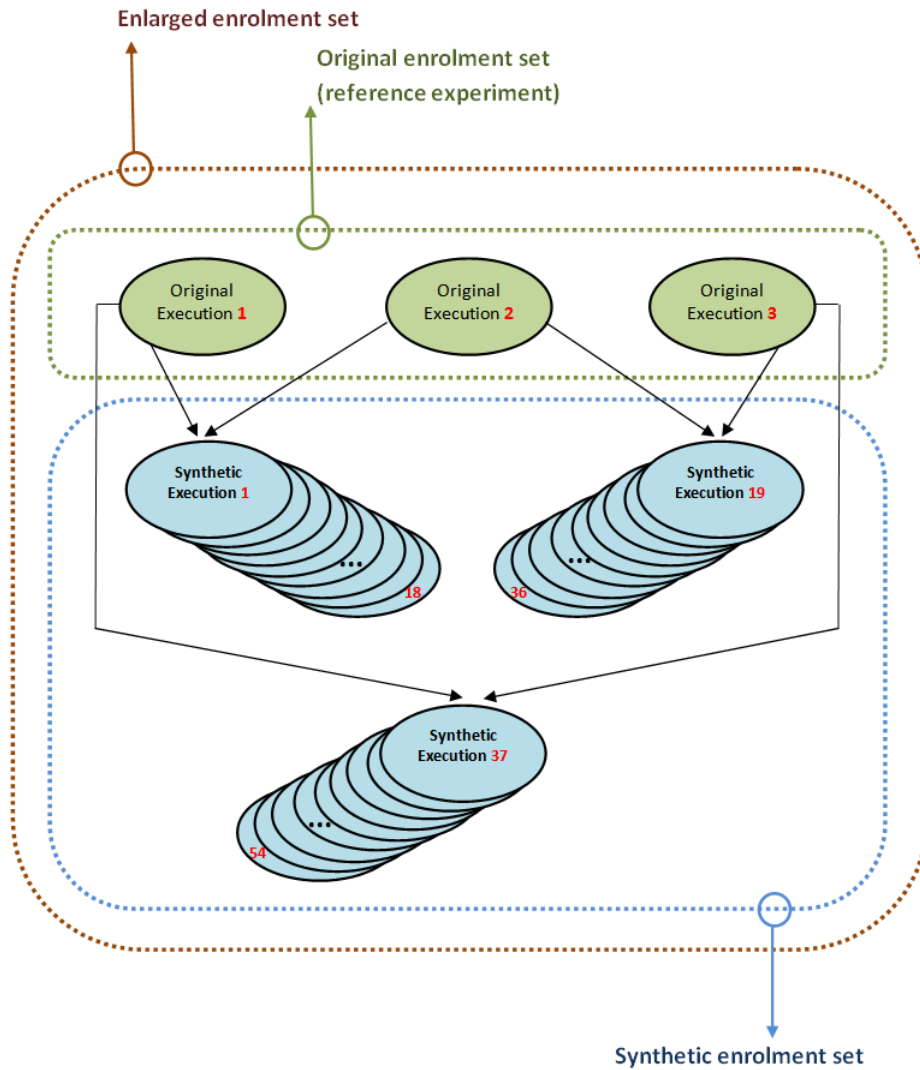 Enlarged enrolment set
Original enrolment set
(reference experiment)
Original
Execution 1
Original
Execution 2
Original
Execution 3
Synthetic
Execution 1
...
18
Synthetic
Execution 19
...
36
Synthetic
Execution 37
...
54
Synthetic enrolment set